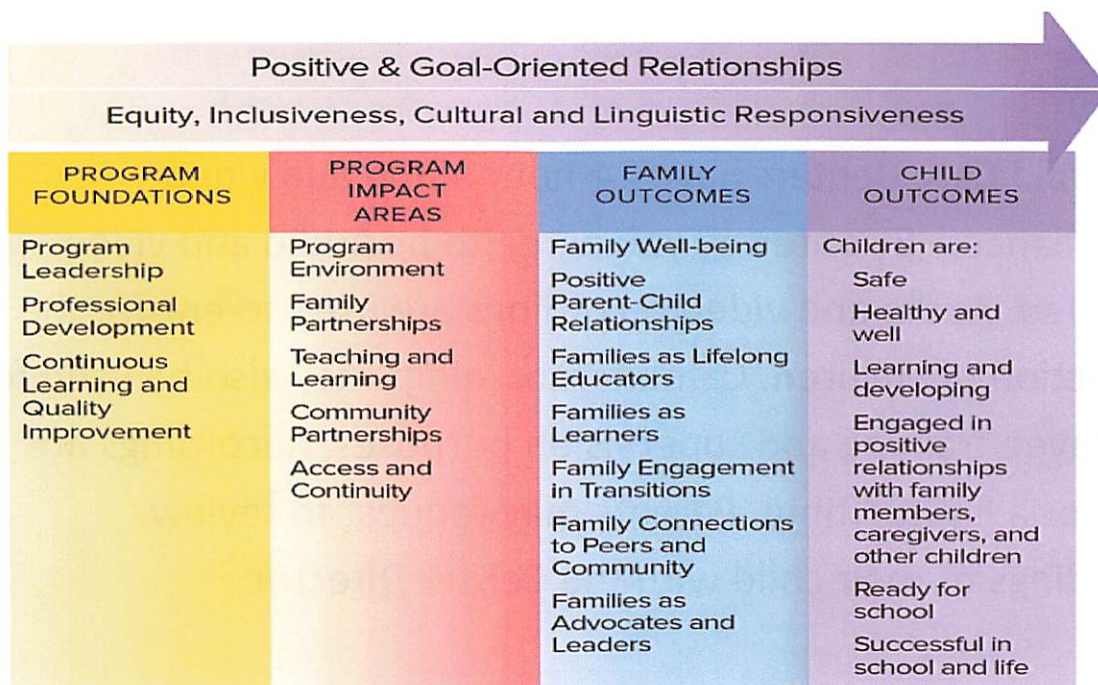 Positive & Goal-Oriented Relationships
Equity, Inclusiveness, Cultural and Linguistic Responsiveness
PROGRAM
FOUNDATIONS
Program
Leadership
Professional
Development
Continuous
Learning and
Quality
Improvement
PROGRAM
IMPACT
AREAS
Program
Environment
Family
Partnerships
Teaching and
Learning
Community
Partnerships
Access and
Continuity
FAMILY
OUTCOMES
Family Well-being
Positive
Parent-Child
Relationships
Families as Lifelong
Educators
Families as
Learners
Family Engagement
in Transitions
Family Connections
to Peers and
Community
Families as
Advocates and
Leaders
CHILD
OUTCOMES
Children are:
Safe
Healthy and
well
Learning and
developing
Engaged in
positive
relationships
with family
members,
caregivers, and
other children
Ready for
school
Successful in
school and life